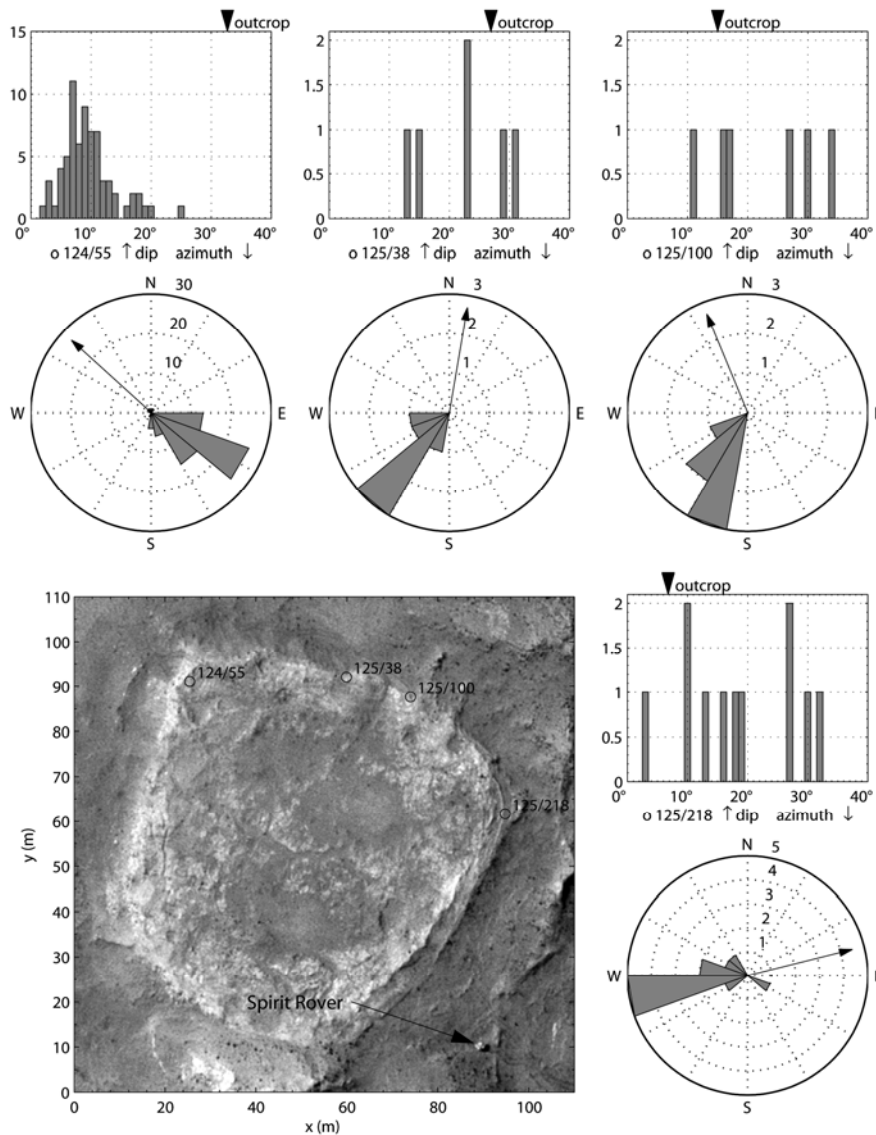 outcrop outcrop outcrop
15
10
5
0
0° 10° 20° 30° 40°
o 124/55 ↑ dip azimuth ↓
2
1.5
1
0.5
0
0° 10° 20° 30° 40°
o 125/38 ↑ dip azimuth ↓
2
1.5
1
0.5
0
0° 10° 20° 30° 40°
o 125/100 ↑ dip azimuth ↓
N 30
20
10
W E
S
N 3
2
1
W E
S
N 3
2
1
W E
S
110
100
90
80
70
60
50
40
30
20
10
0
y (m)
124/55
125/38
125/100
125/218
Spirit Rover
0 20 40 60 80 100
x (m)
outcrop
2
1.5
1
0.5
0
0° 10° 20° 30° 40°
o 125/218 ↑ dip azimuth ↓
N 5
4
3
2
1
W E
S